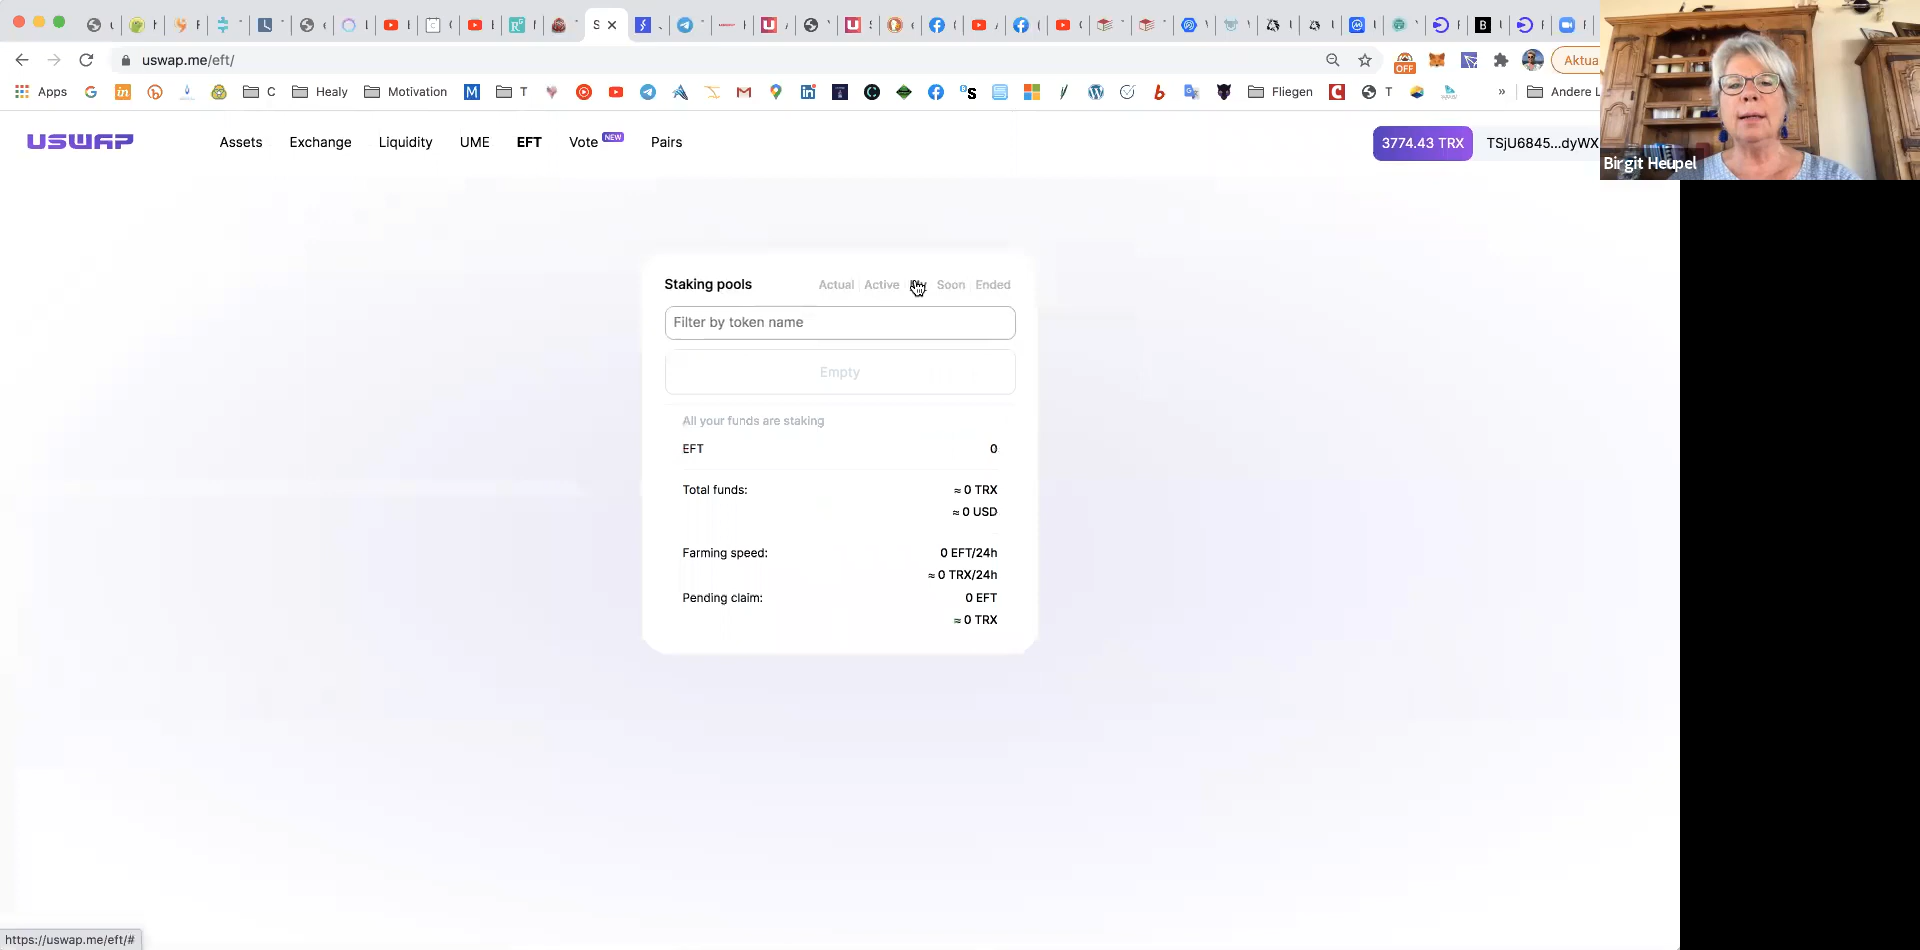 uswap.me/eft/
OFF
Aktua
Apps
C
Healy
Motivation
T
Fliegen
T
»
Andere L
USWAP
Assets
Exchange
Liquidity
UME
EFT
Vote NEW
Pairs
3774.43 TRX
TSjU6845...dyWX
Birgit Heupel
Staking pools
Actual
Active
Soon
Ended
Filter by token name
Empty
All your funds are staking
EFT 0
Total funds: ≈ 0 TRX
≈ 0 USD
Farming speed: 0 EFT/24h
≈ 0 TRX/24h
Pending claim: 0 EFT
≈ 0 TRX
https://uswap.me/eft/#